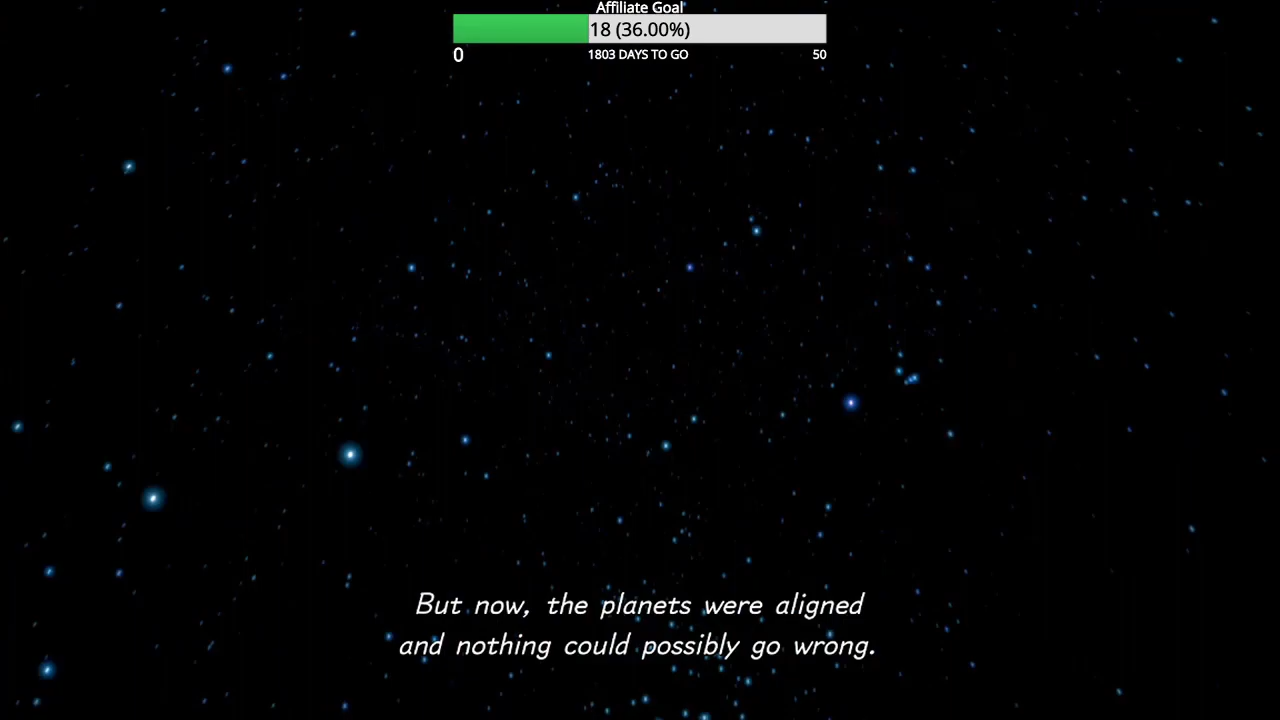 Affiliate Goal
18 (36.00%)
0 1803 DAYS TO GO 50
But now, the planets were aligned
and nothing could possibly go wrong.